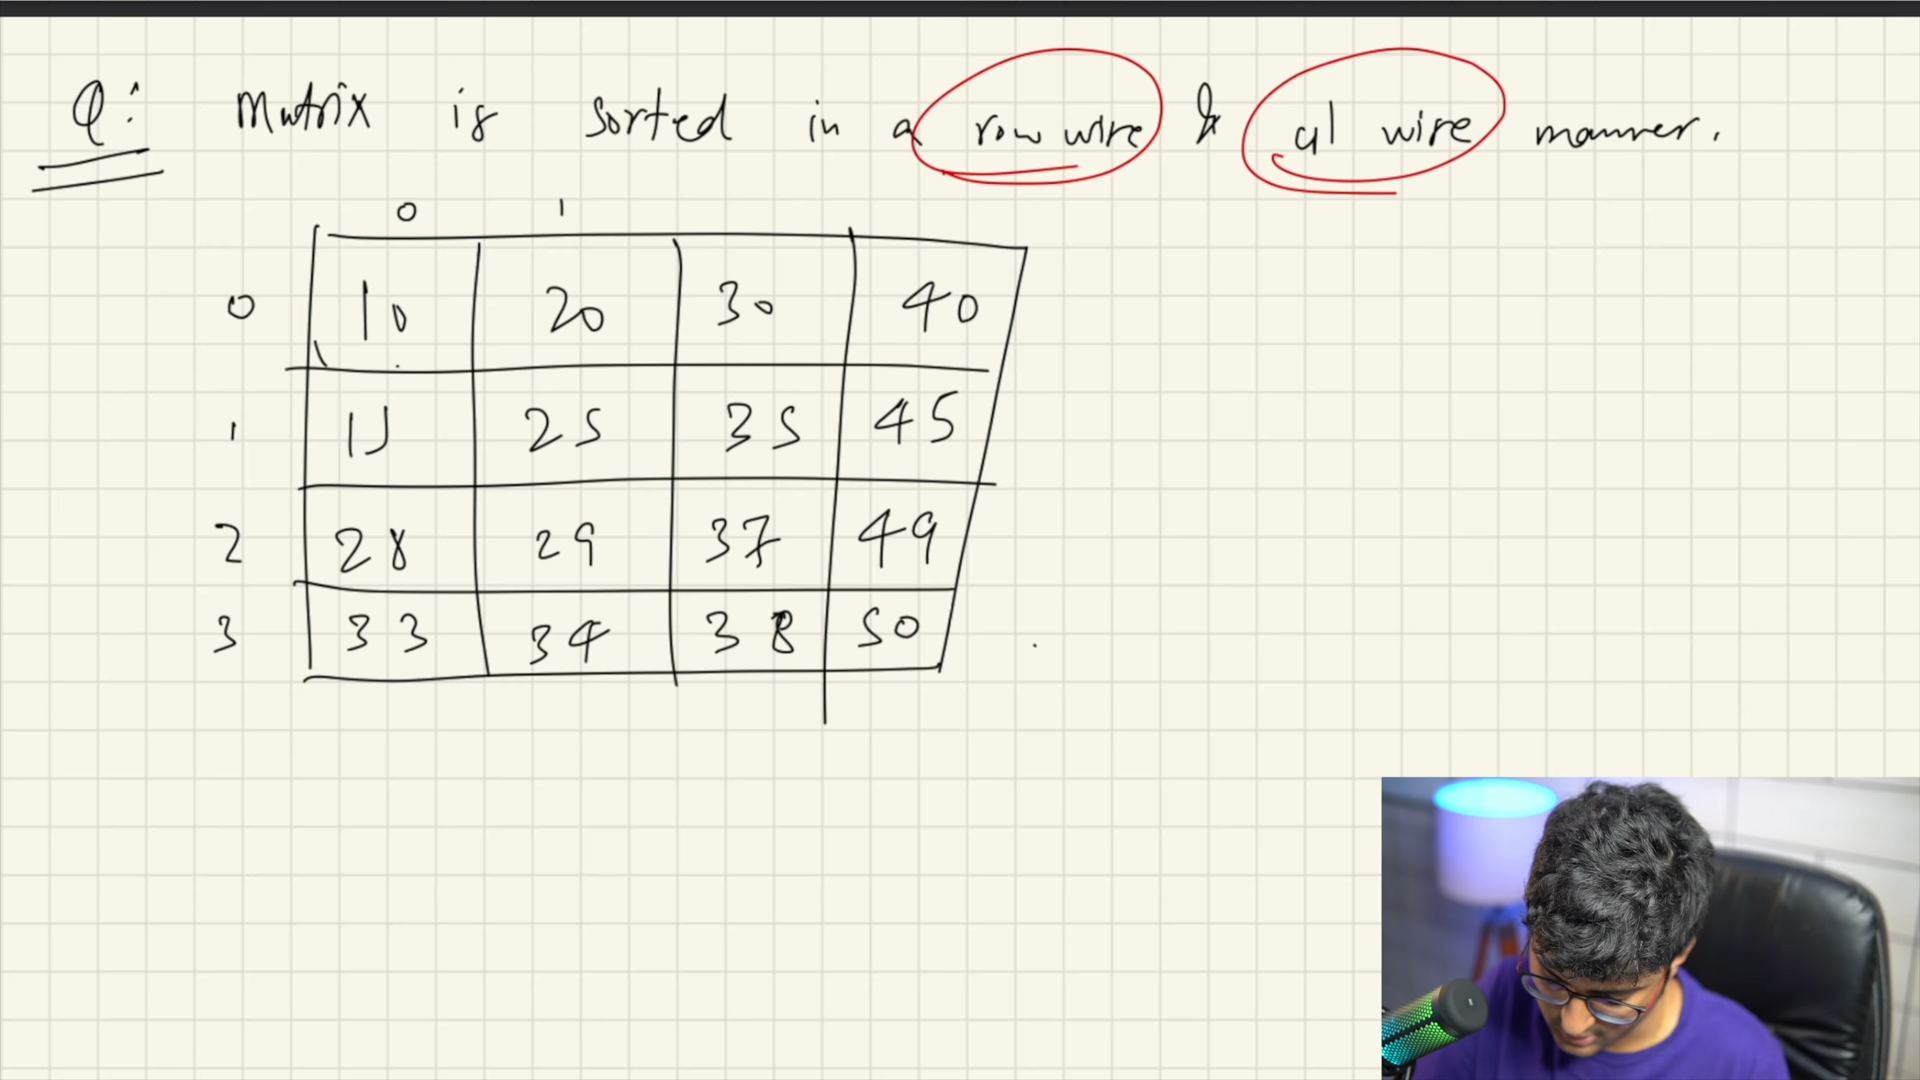 Q: Matrix is sorted in a row wise & col wise manner.
0 1
0 10 20 30 40
1 15 25 35 45
2 28 29 37 49
3 33 34 38 50